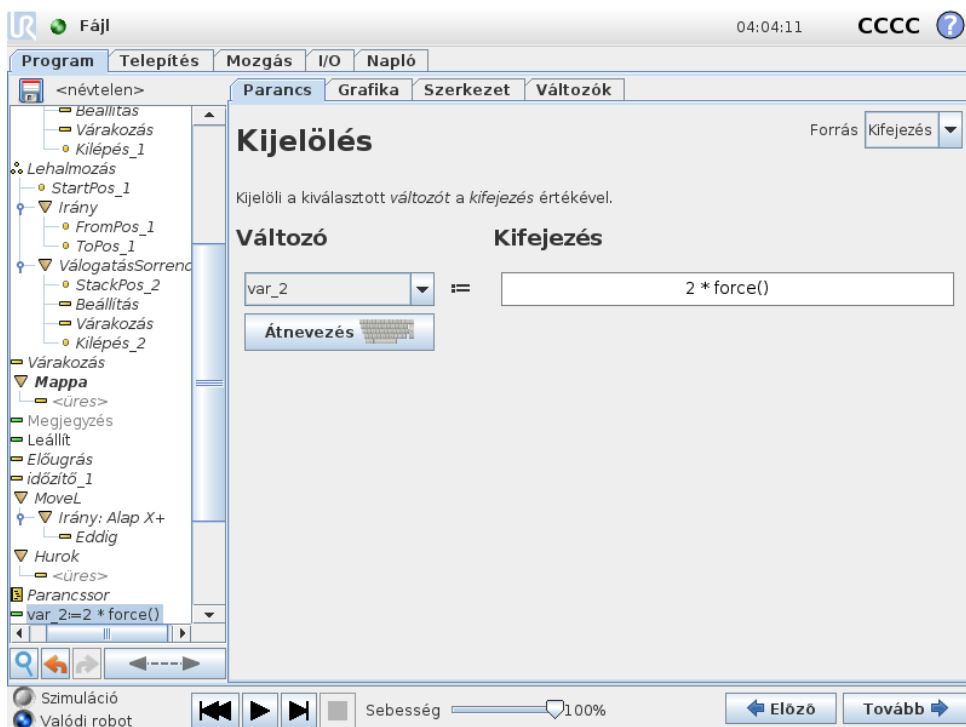 UR Fájl 04:04:11 CCCC ?
Program Telepítés Mozgás I/O Napló
<névtelen>
Parancs Grafika Szerkezet Változók
Beállítás
Várakozás
Kilépés_1
Lehalmozás
StartPos_1
Irány
FromPos_1
ToPos_1
VálogatásSorrend
StackPos_2
Beállítás
Várakozás
Kilépés_2
Várakozás
Mappa
<üres>
Megjegyzés
Leállít
Előugrás
időzítő_1
MoveL
Irány: Alap X+
Eddig
Hurok
<üres>
Parancssor
var_2:=2 * force()
Kijelölés
Forrás Kifejezés
Kijelöli a kiválasztott változót a kifejezés értékével.
Változó Kifejezés
var_2 := 2 * force()
Átnevezés
Szimuláció
Valódi robot
Sebesség 100%
Elözö Tovább